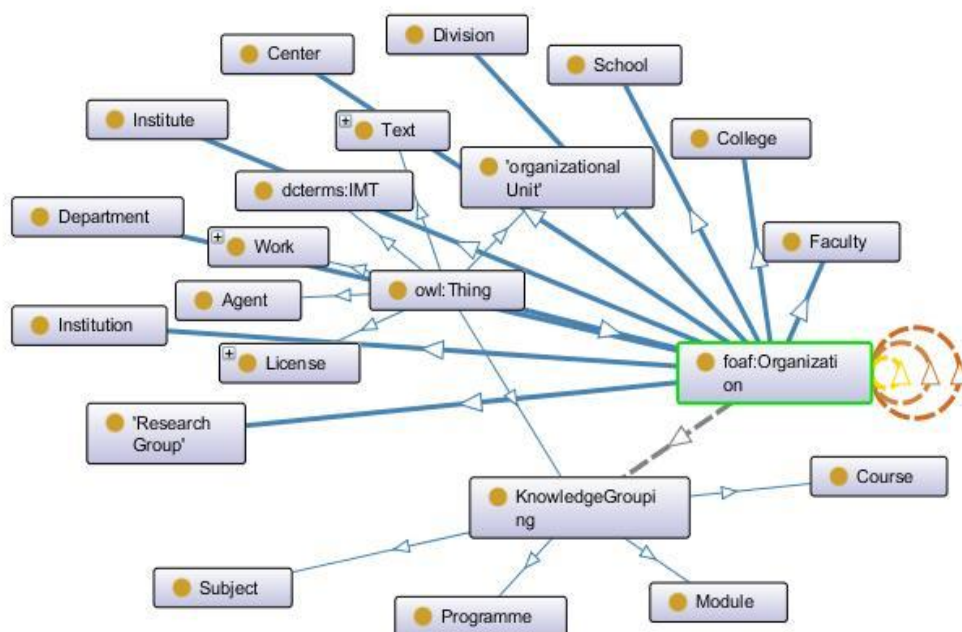 Division
Center
School
Institute
Text
College
'organizational
Unit'
dcterms:IMT
Department
Faculty
Work
owl:Thing
Agent
Institution
License
foaf:Organizati
on
'Research
Group'
Course
KnowledgeGroupi
ng
Subject
Module
Programme